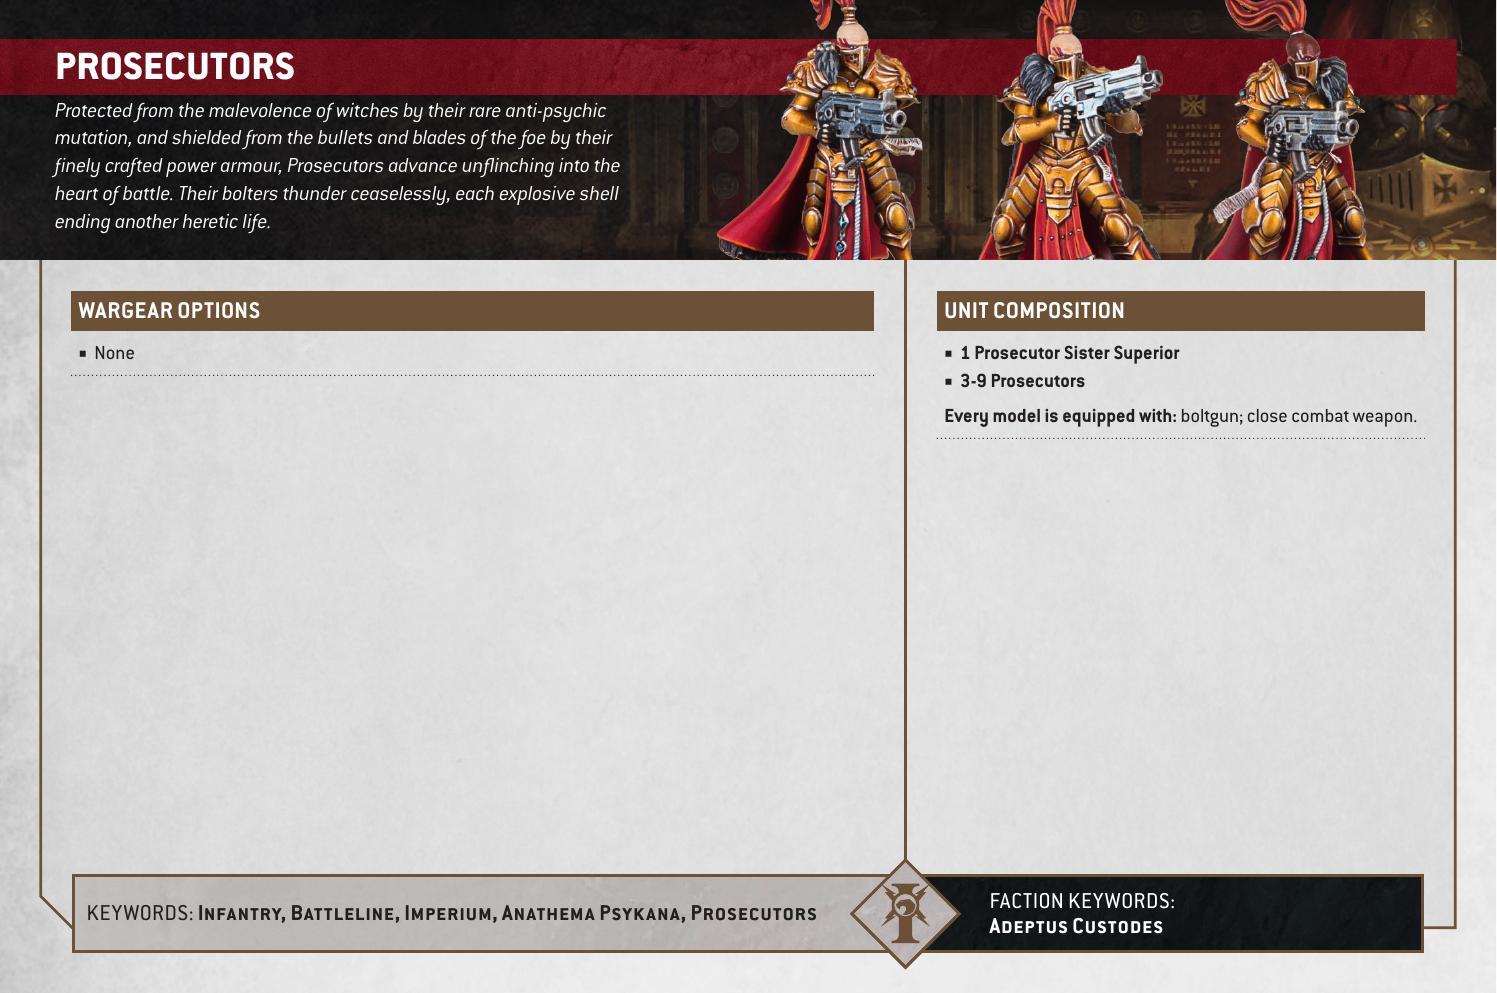 PROSECUTORS
Protected from the malevolence of witches by their rare anti-psychic
mutation, and shielded from the bullets and blades of the foe by their
finely crafted power armour, Prosecutors advance unflinching into the
heart of battle. Their bolters thunder ceaselessly, each explosive shell
ending another heretic life.
WARGEAR OPTIONS
▪ None
UNIT COMPOSITION
▪ 1 Prosecutor Sister Superior
▪ 3-9 Prosecutors
Every model is equipped with: boltgun; close combat weapon.
KEYWORDS: Infantry, Battleline, Imperium, Anathema Psykana, Prosecutors
FACTION KEYWORDS:
Adeptus Custodes